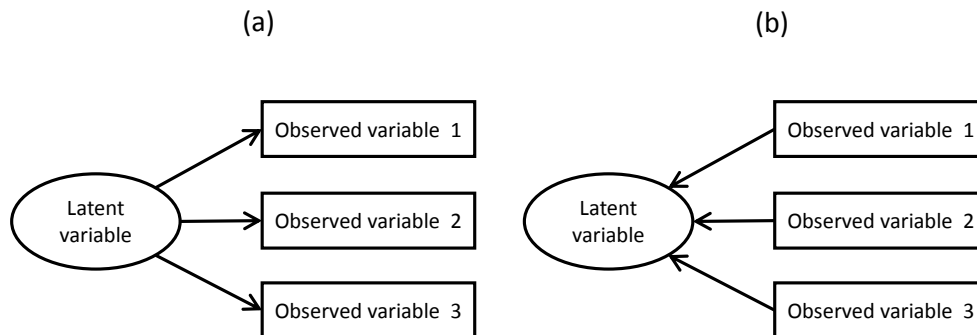 (a)
Observed variable 1
Latent
variable
Observed variable 2
Observed variable 3
(b)
Observed variable 1
Latent
variable
Observed variable 2
Observed variable 3